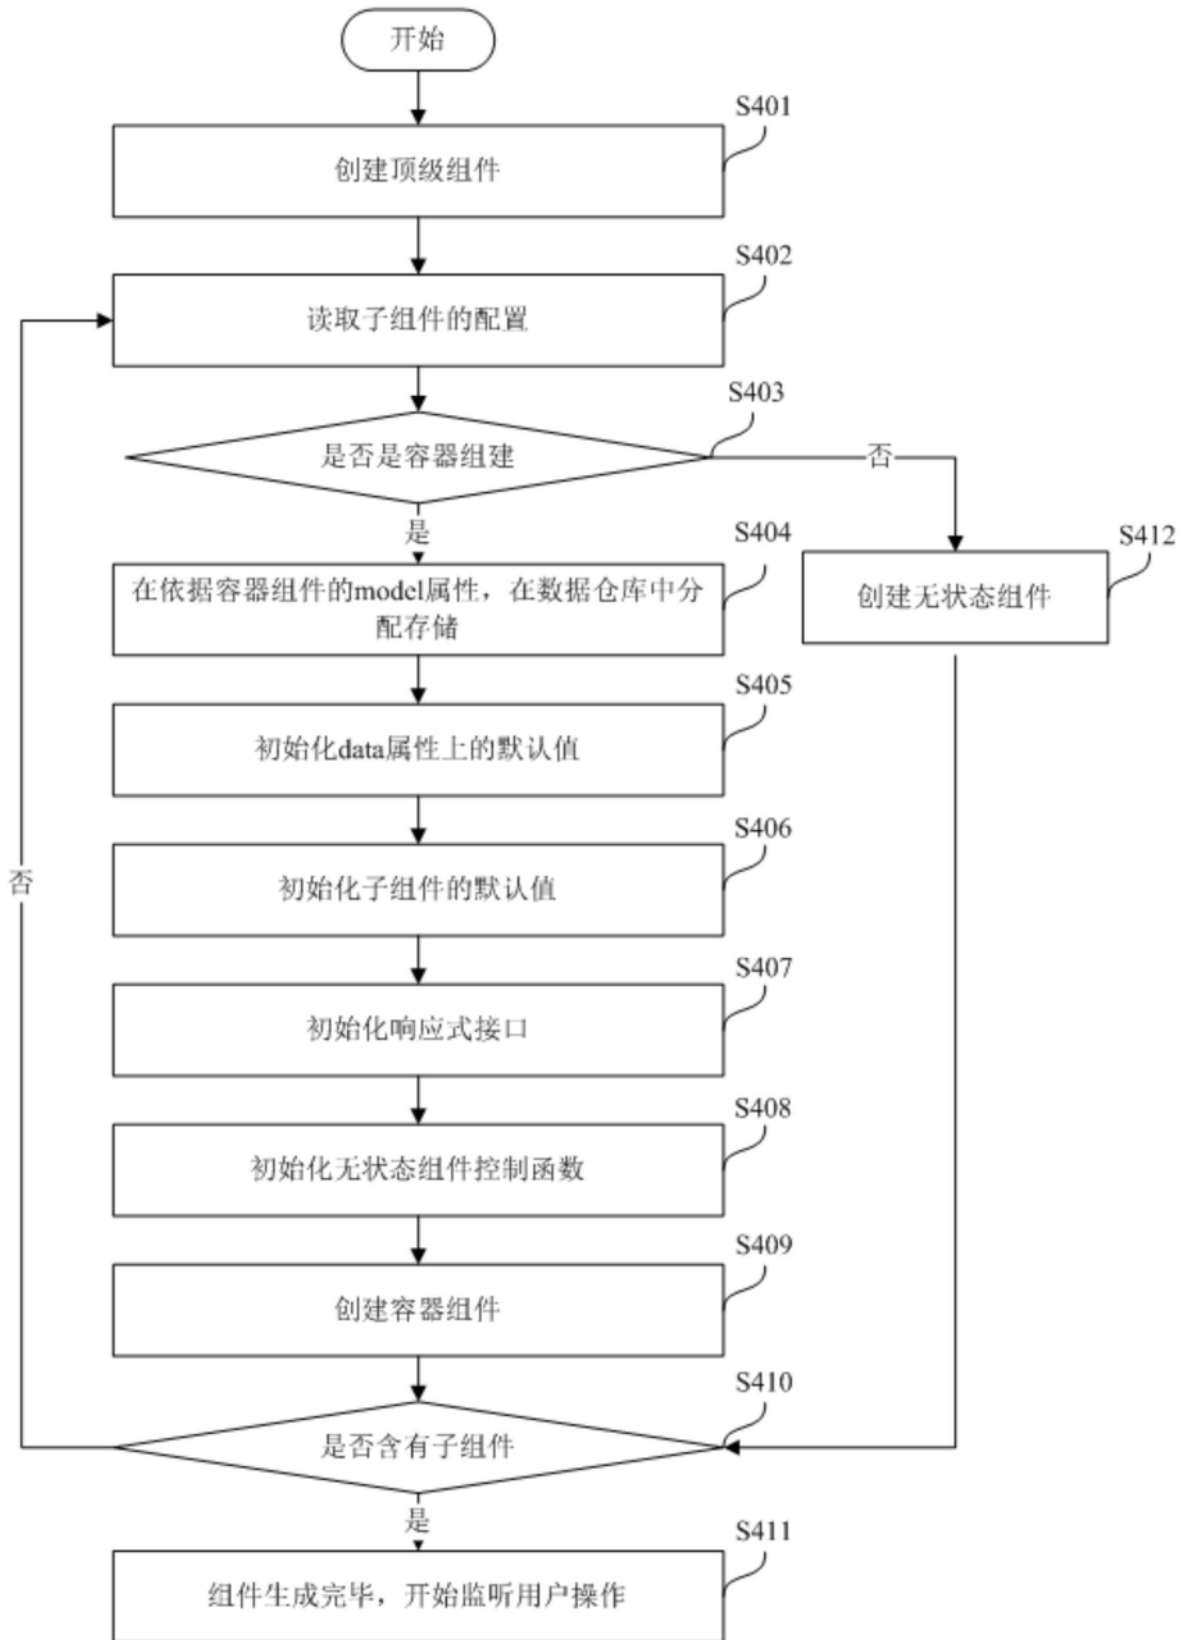 开始
S401
创建顶级组件
S402
读取子组件的配置
S403
是否是容器组建
否
是
S404
在依据容器组件的model属性，在数据仓库中分
配存储
S412
创建无状态组件
S405
初始化data属性上的默认值
S406
初始化子组件的默认值
否
S407
初始化响应式接口
S408
初始化无状态组件控制函数
S409
创建容器组件
S410
是否含有子组件
是
S411
组件生成完毕，开始监听用户操作